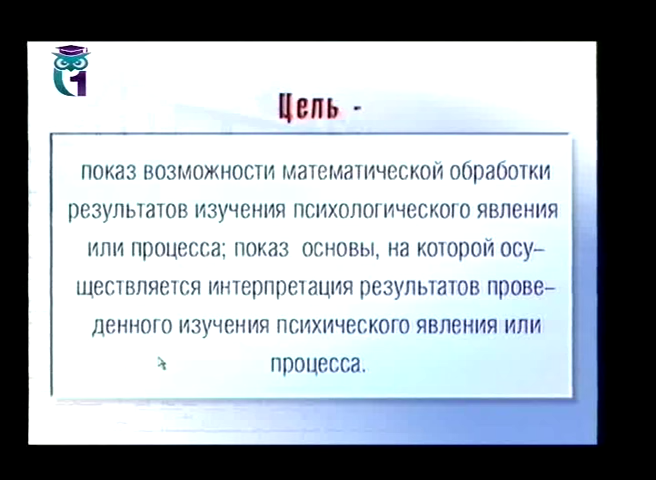 1
Цель -
показ возможности математической обработки
результатов изучения психологического явления
или процесса; показ основы, на которой осу-
ществляется интерпретация результатов прове-
денного изучения психического явления или
процесса.